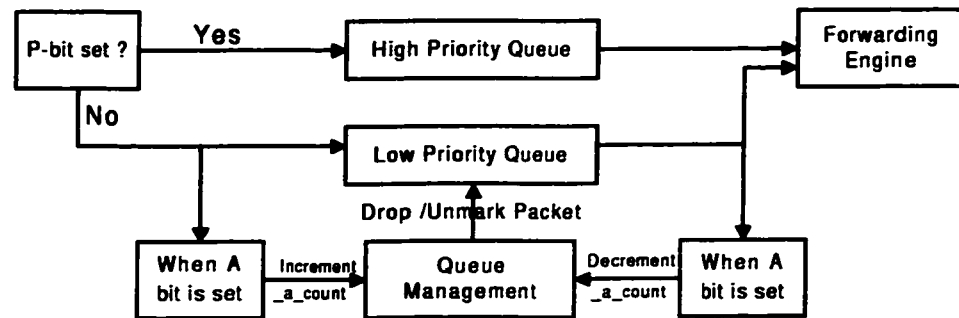 P-bit set ?
Yes
High Priority Queue
Forwarding
Engine
No
Low Priority Queue
Drop /Unmark Packet
When A
bit is set
Increment
_a_count
Queue
Management
Decrement
_a_count
When A
bit is set